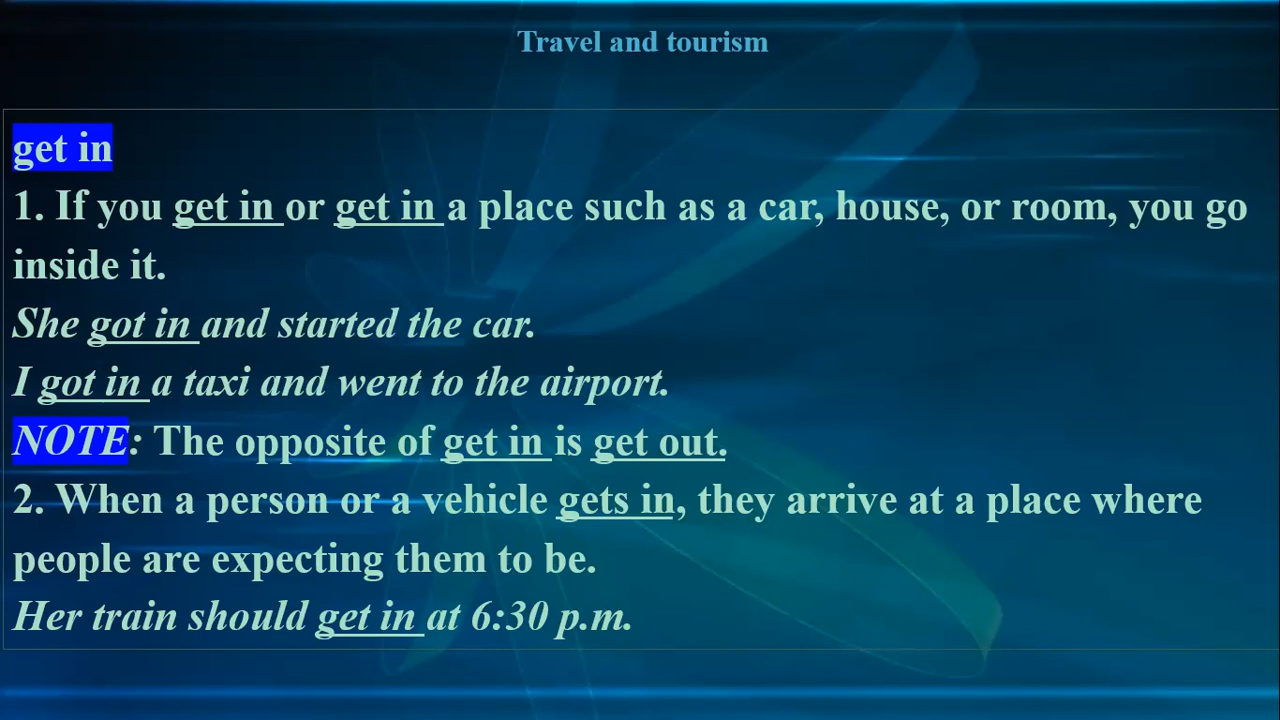 Travel and tourism
get in
1. If you get in or get in a place such as a car, house, or room, you go
inside it.
She got in and started the car.
I got in a taxi and went to the airport.
NOTE: The opposite of get in is get out.
2. When a person or a vehicle gets in, they arrive at a place where
people are expecting them to be.
Her train should get in at 6:30 p.m.